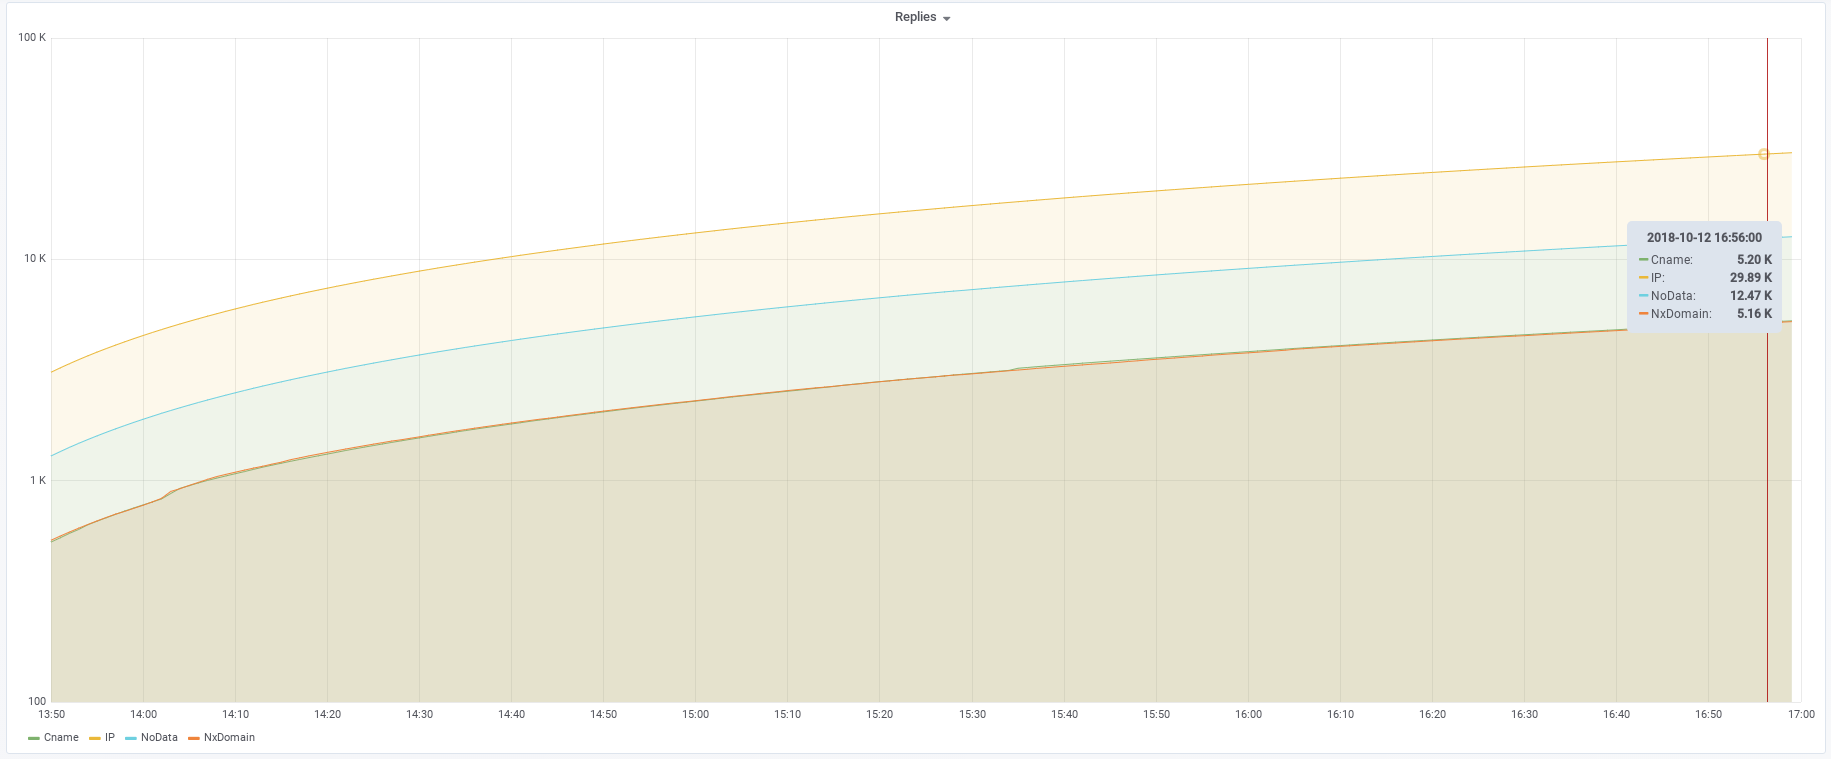 Replies
100 K
10 K
1 K
100
2018-10-12 16:56:00
Cname: 5.20 K
IP: 29.89 K
NoData: 12.47 K
NxDomain: 5.16 K
13:50 14:00 14:10 14:20 14:30 14:40 14:50 15:00 15:10 15:20 15:30 15:40 15:50 16:00 16:10 16:20 16:30 16:40 16:50 17:00
Cname IP NoData NxDomain